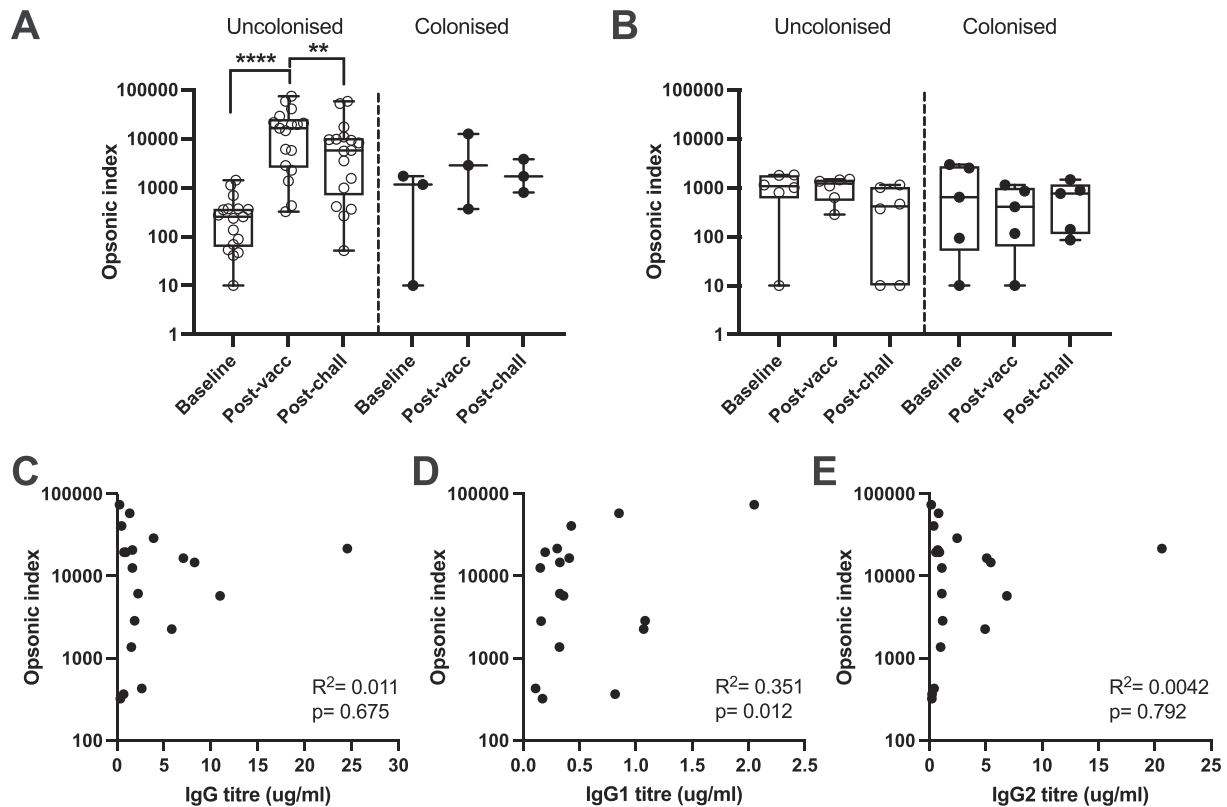 A
Uncolonised
Colonised
****
**
Opsonic index
100000
10000
1000
100
10
1
Baseline
Post-vacc
Post-chall
Baseline
Post-vacc
Post-chall
B
Uncolonised
Colonised
Opsonic index
100000
10000
1000
100
10
1
Baseline
Post-vacc
Post-chall
Baseline
Post-vacc
Post-chall
C
Opsonic index
100000
10000
1000
100
0 5 10 15 20 25 30
IgG titre (ug/ml)
R²= 0.011
p= 0.675
D
Opsonic index
100000
10000
1000
100
0.0 0.5 1.0 1.5 2.0 2.5
IgG1 titre (ug/ml)
R²= 0.351
p= 0.012
E
Opsonic index
100000
10000
1000
100
0 5 10 15 20 25
IgG2 titre (ug/ml)
R²= 0.0042
p= 0.792